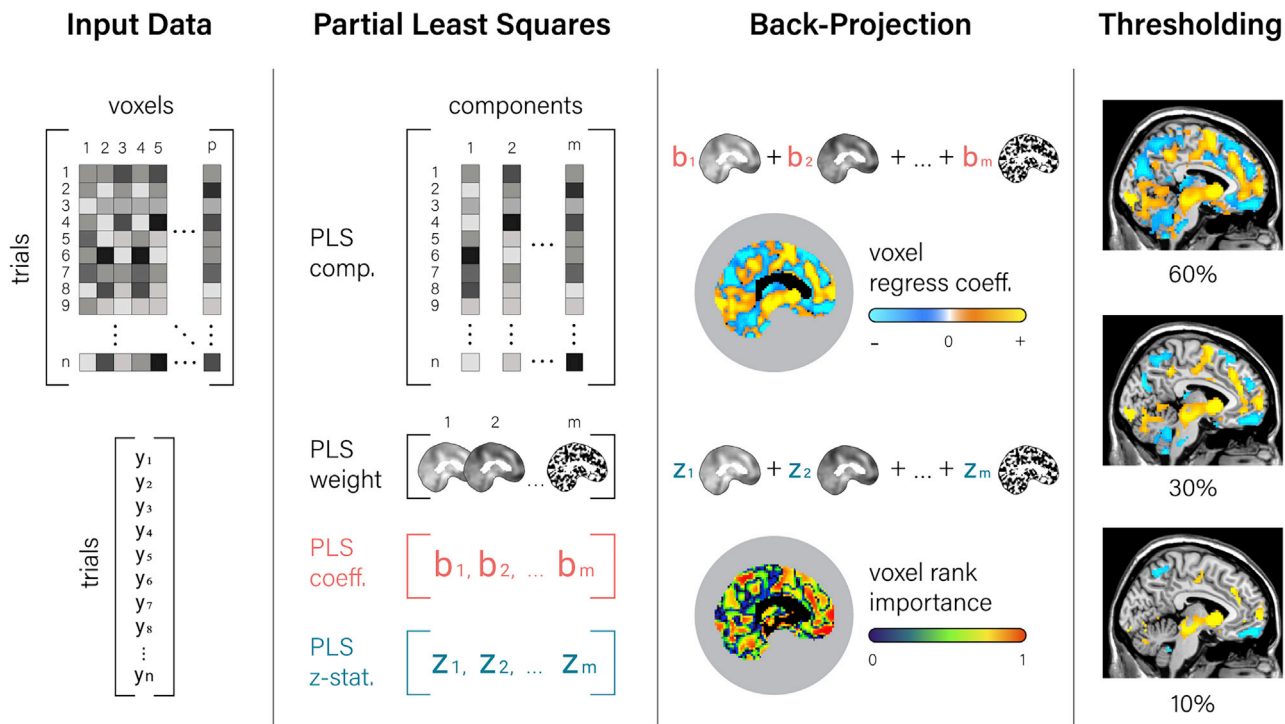 Input Data
voxels
1 2 3 4 5 p
trials
1
2
3
4
5
6
7
8
9
n
trials
y1
y2
y3
y4
y5
y6
y7
y8
yn
Partial Least Squares
components
1 2 m
PLS
comp.
1
2
3
4
5
6
7
8
9
n
1 2 m
PLS
weight
...
PLS
coeff.
b1, b2, ... bm
PLS
z-stat.
z1, z2, ... zm
Back-Projection
b1 + b2 + ... + bm
voxel
regress coeff.
- 0 +
z1 + z2 + ... + zm
voxel rank
importance
0 1
Thresholding
60%
30%
10%